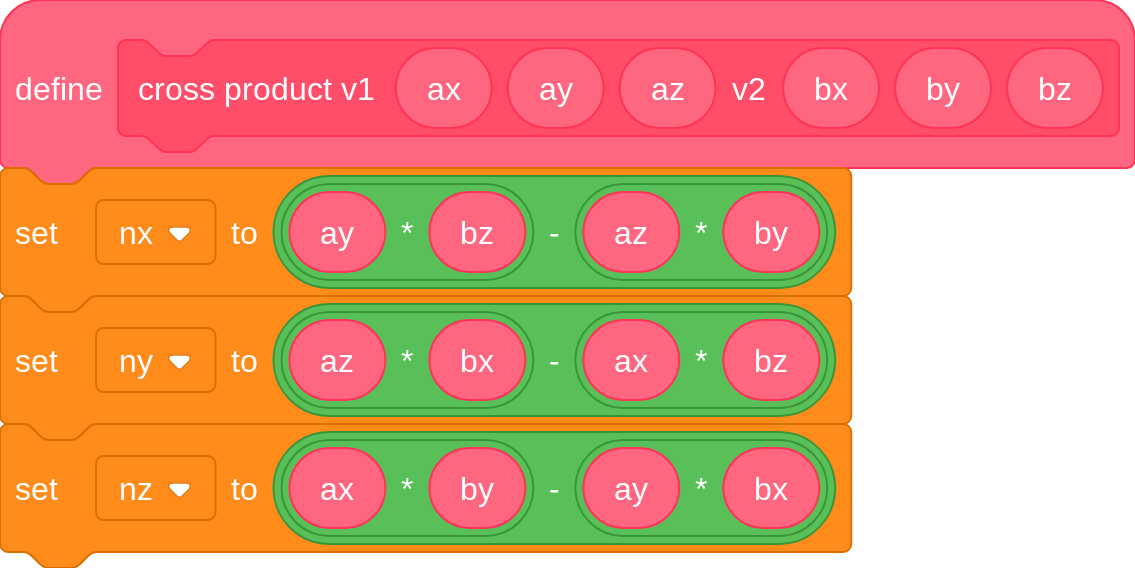 define cross product v1 ax ay az v2 bx by bz
set nx to ay * bz - az * by
set ny to az * bx - ax * bz
set nz to ax * by - ay * bx